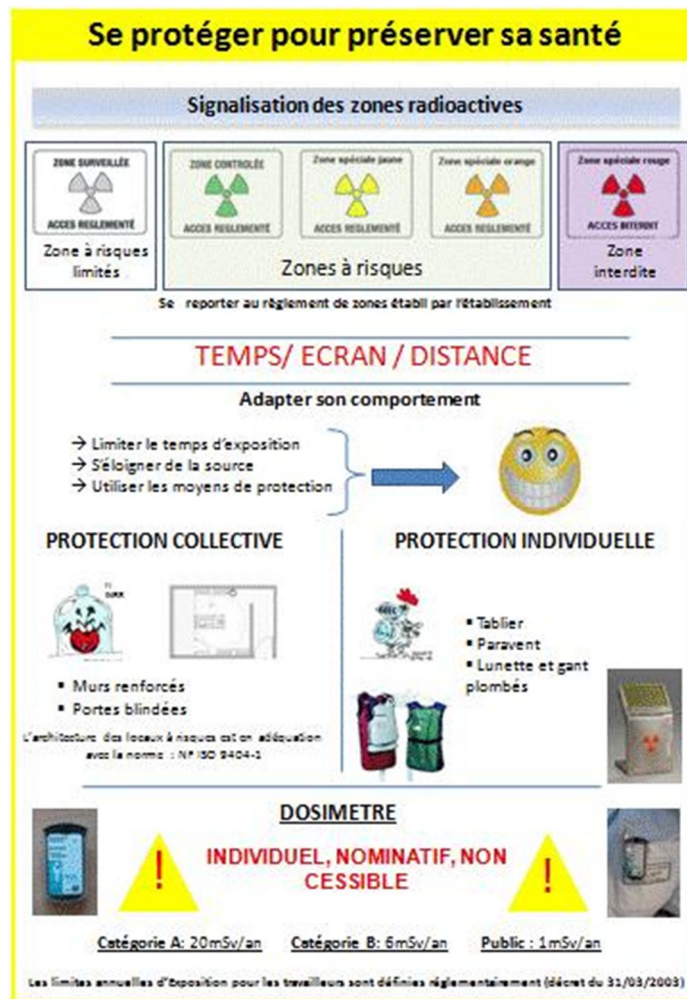 Se protéger pour préserver sa santé
Signalisation des zones radioactives
ZONE SURVEILLÉE
ACCES REGLEMENTÉ
Zone à risques
limités
ZONE CONTROLÉE
ACCES REGLEMENTÉ
Zone spéciale jaune
ACCES REGLEMENTÉ
Zone spéciale orange
ACCES REGLEMENTÉ
Zones à risques
Zone spéciale rouge
ACCES INTERDIT
Zone
interdite
Se reporter au règlement de zones établi par l'établissement
TEMPS/ ECRAN / DISTANCE
Adapter son comportement
→ Limiter le temps d'exposition
→ S'éloigner de la source
→ Utiliser les moyens de protection
PROTECTION COLLECTIVE
▪ Murs renforcés
▪ Portes blindées
L'architecture des locaux à risques est en adéquation
avec la norme : NF ISO 9404-1
PROTECTION INDIVIDUELLE
▪ Tablier
▪ Paravent
▪ Lunette et gant
plombés
DOSIMETRE
!
INDIVIDUEL, NOMINATIF, NON
CESSIBLE
!
Catégorie A: 20mSv/an Catégorie B: 6mSv/an Public : 1mSv/an
Les limites annuelles d'Exposition pour les travailleurs sont définies réglementairement (décret du 31/03/2003)